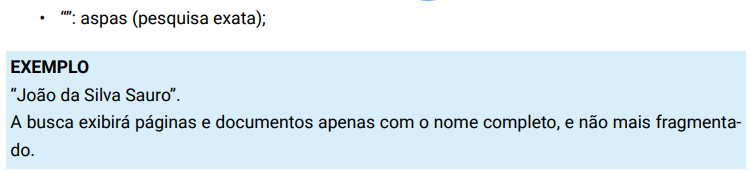 • “”: aspas (pesquisa exata);
EXEMPLO
“João da Silva Sauro”.
A busca exibirá páginas e documentos apenas com o nome completo, e não mais fragmenta-
do.